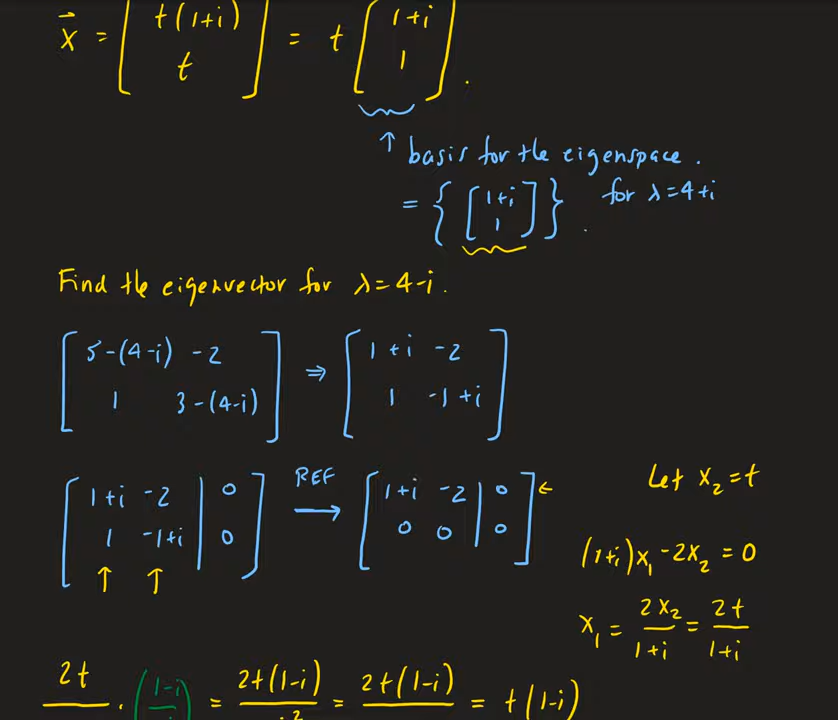 x⃗ = [ t(1+i) ; t ] = t [ 1+i ; 1 ] .
↑ basis for the eigenspace .
= { [ 1+i ; 1 ] } . for λ=4+i
Find the eigenvector for λ=4-i .
[ 5-(4-i) -2 ; 1 3-(4-i) ] ⇒ [ 1+i -2 ; 1 -1+i ]
Let x₂=t
[ 1+i -2 | 0 ; 1 -1+i | 0 ] REF → [ 1+i -2 | 0 ; 0 0 | 0 ] ←
↑ ↑
(1+i)x₁-2x₂=0
x₁ = 2x₂/(1+i) = 2t/(1+i)
2t · (1-i) = 2t(1-i) = 2t(1-i) = t(1-i)